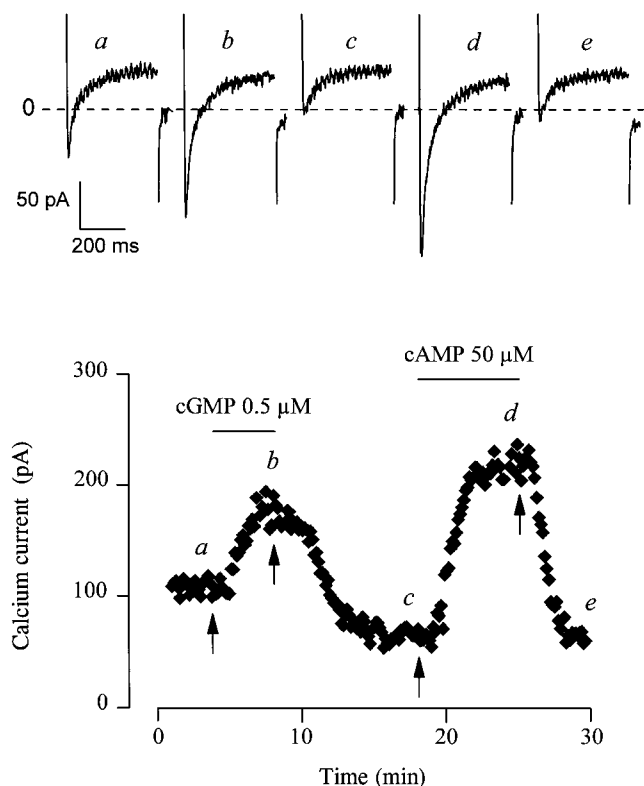 a b c d e
0
50 pA
200 ms
300
cAMP 50 μM
cGMP 0.5 μM
d
b
200
a
100
c
e
0
0 10 20 30
Calcium current (pA)
Time (min)